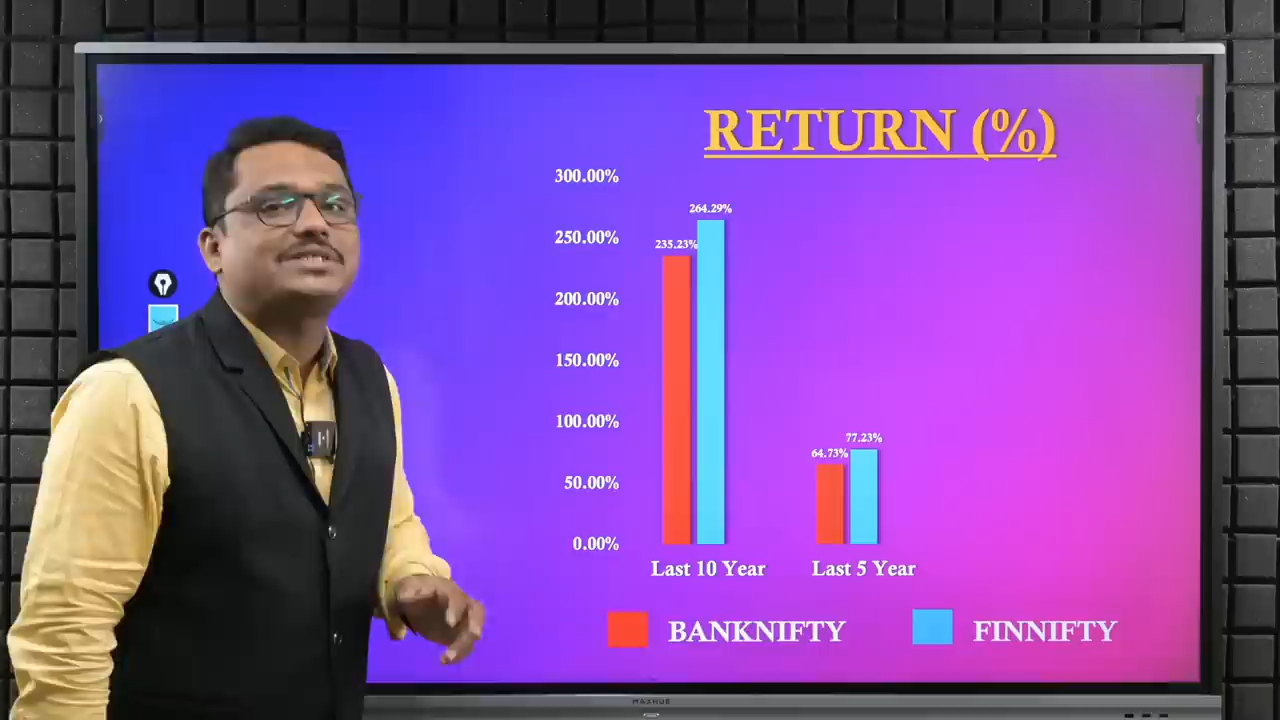 RETURN (%)
300.00%
250.00%
200.00%
150.00%
100.00%
50.00%
0.00%
235.23%
264.29%
64.73%
77.23%
Last 10 Year
Last 5 Year
BANKNIFTY
FINNIFTY
MAXHUB